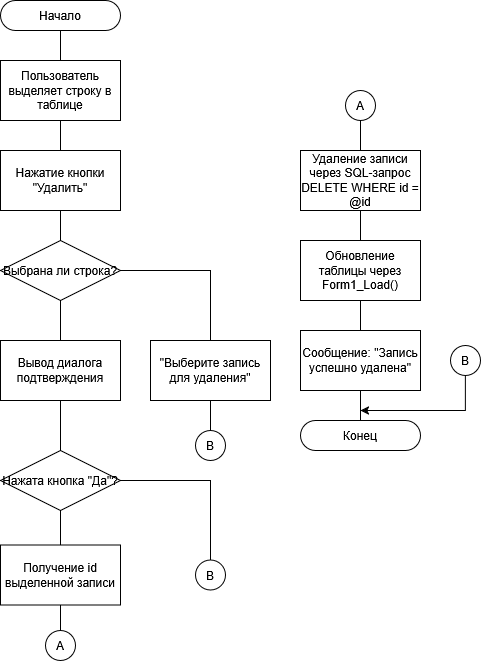 Начало
Пользователь
выделяет строку в
таблице
Нажатие кнопки
"Удалить"
Выбрана ли строка?
Вывод диалога
подтверждения
"Выберите запись
для удаления"
В
Нажата кнопка "Да"?
В
Получение id
выделенной записи
А
А
Удаление записи
через SQL-запрос
DELETE WHERE id =
@id
Обновление
таблицы через
Form1_Load()
Сообщение: "Запись
успешно удалена"
В
Конец